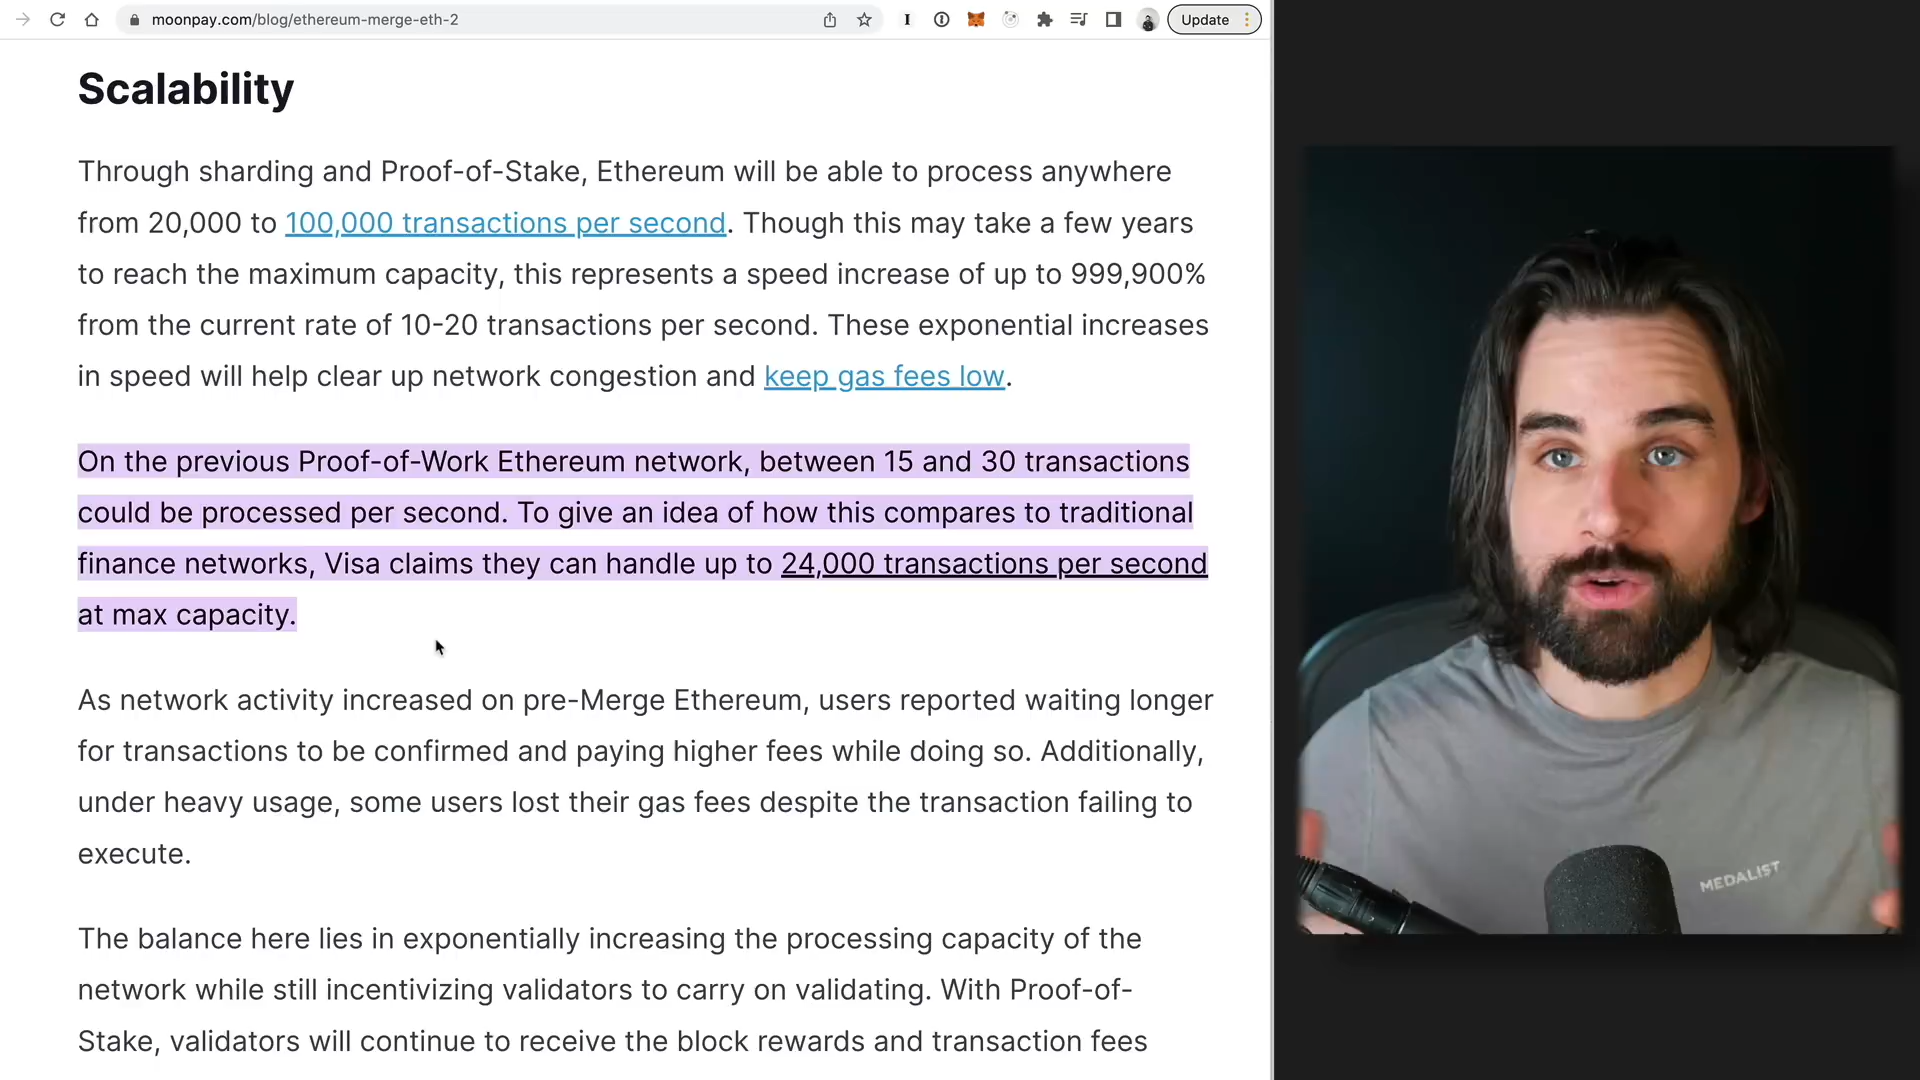 moonpay.com/blog/ethereum-merge-eth-2
Update
Scalability
Through sharding and Proof-of-Stake, Ethereum will be able to process anywhere
from 20,000 to 100,000 transactions per second. Though this may take a few years
to reach the maximum capacity, this represents a speed increase of up to 999,900%
from the current rate of 10-20 transactions per second. These exponential increases
in speed will help clear up network congestion and keep gas fees low.
On the previous Proof-of-Work Ethereum network, between 15 and 30 transactions
could be processed per second. To give an idea of how this compares to traditional
finance networks, Visa claims they can handle up to 24,000 transactions per second
at max capacity.
As network activity increased on pre-Merge Ethereum, users reported waiting longer
for transactions to be confirmed and paying higher fees while doing so. Additionally,
under heavy usage, some users lost their gas fees despite the transaction failing to
execute.
The balance here lies in exponentially increasing the processing capacity of the
network while still incentivizing validators to carry on validating. With Proof-of-
Stake, validators will continue to receive the block rewards and transaction fees
MEDALIST